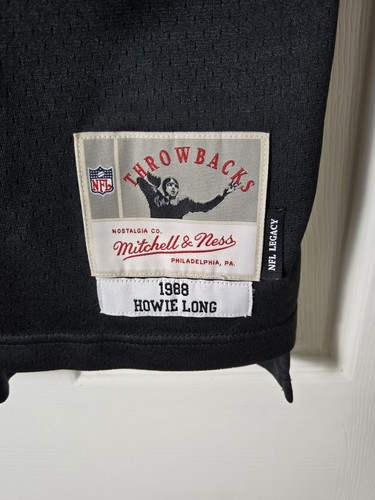 THROWBACKS
NFL
NOSTALGIA CO.
Mitchell & Ness
PHILADELPHIA, PA.
NFL LEGACY
1988
HOWIE LONG